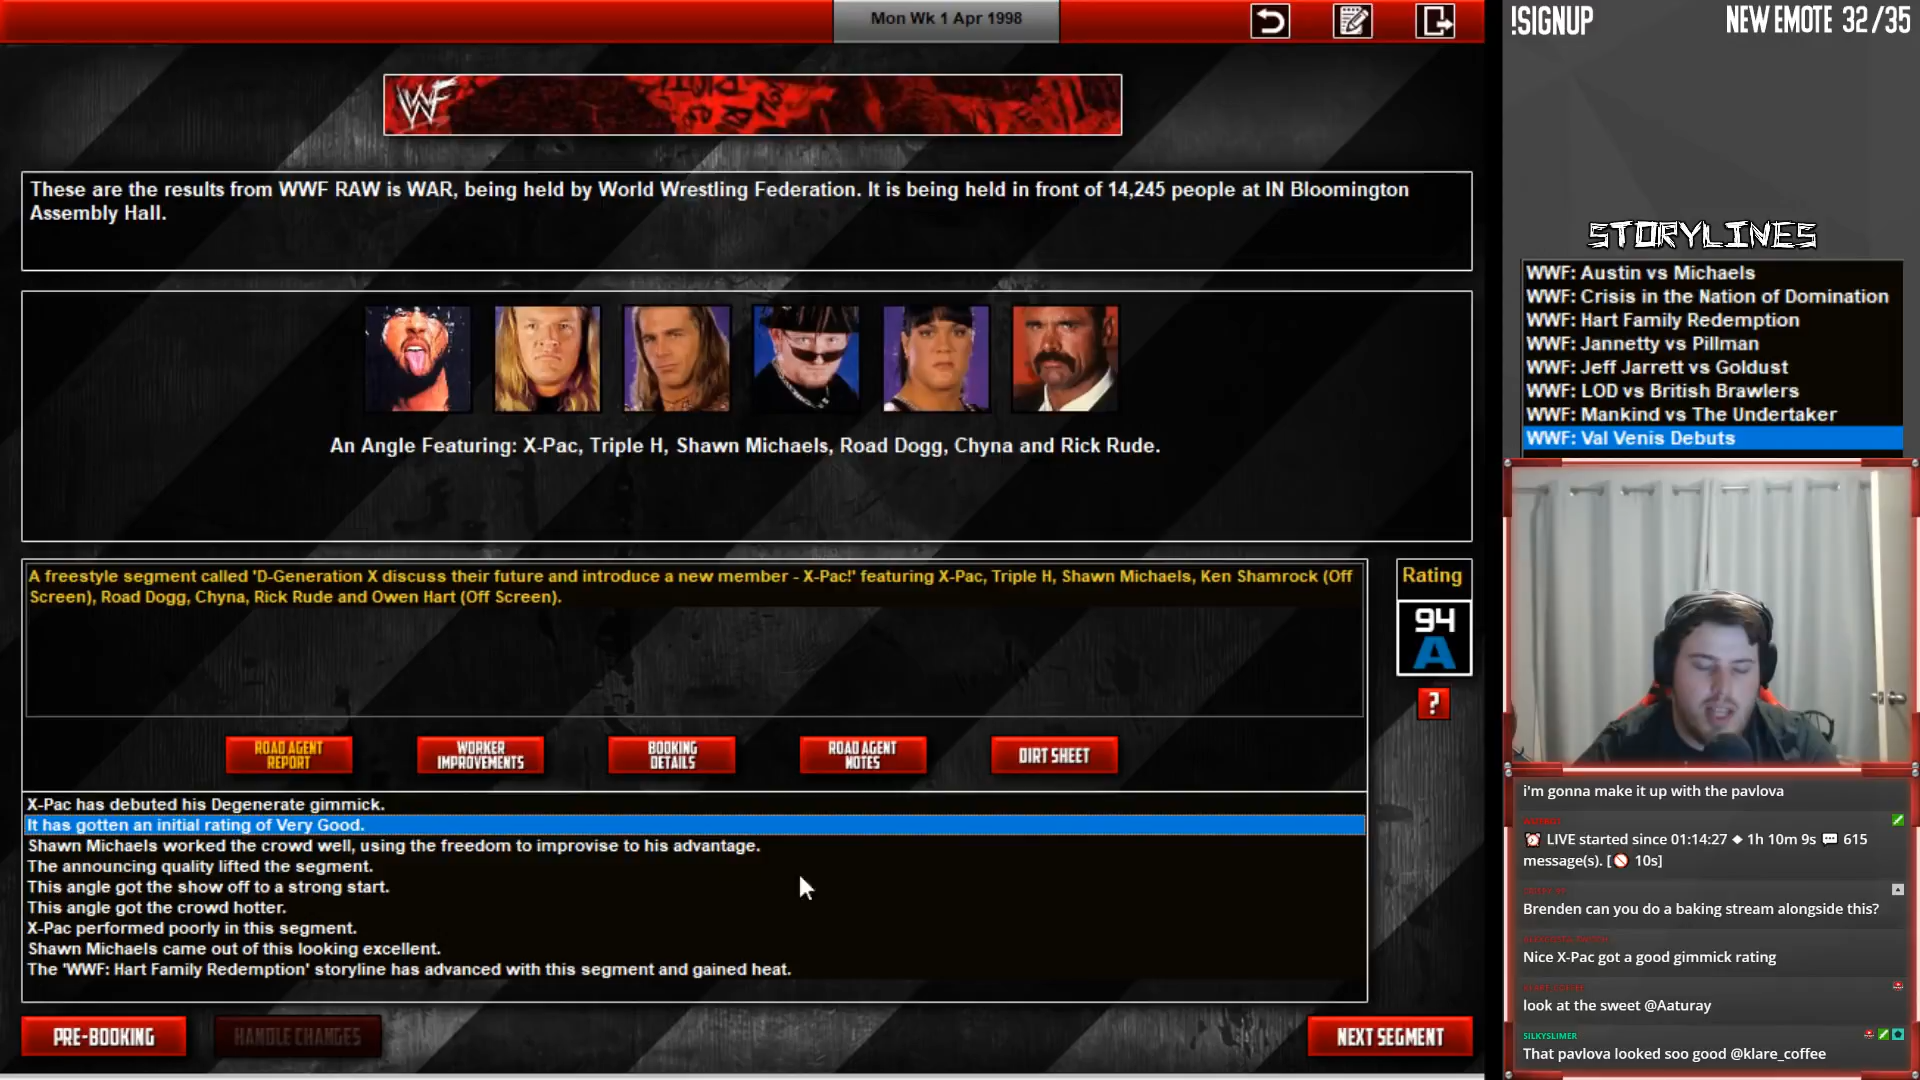 Mon Wk 1 Apr 1998
!SIGNUP
NEW EMOTE 32/35
WF
These are the results from WWF RAW is WAR, being held by World Wrestling Federation. It is being held in front of 14,245 people at IN Bloomington
Assembly Hall.
An Angle Featuring: X-Pac, Triple H, Shawn Michaels, Road Dogg, Chyna and Rick Rude.
A freestyle segment called 'D-Generation X discuss their future and introduce a new member - X-Pac!' featuring X-Pac, Triple H, Shawn Michaels, Ken Shamrock (Off
Screen), Road Dogg, Chyna, Rick Rude and Owen Hart (Off Screen).
Rating
94
A
?
ROAD AGENT
REPORT
WORKER
IMPROVEMENTS
BOOKING
DETAILS
ROAD AGENT
NOTES
DIRT SHEET
X-Pac has debuted his Degenerate gimmick.
It has gotten an initial rating of Very Good.
Shawn Michaels worked the crowd well, using the freedom to improvise to his advantage.
The announcing quality lifted the segment.
This angle got the show off to a strong start.
This angle got the crowd hotter.
X-Pac performed poorly in this segment.
Shawn Michaels came out of this looking excellent.
The 'WWF: Hart Family Redemption' storyline has advanced with this segment and gained heat.
PRE-BOOKING
HANDLE CHANGES
NEXT SEGMENT
STORYLINES
WWF: Austin vs Michaels
WWF: Crisis in the Nation of Domination
WWF: Hart Family Redemption
WWF: Jannetty vs Pillman
WWF: Jeff Jarrett vs Goldust
WWF: LOD vs British Brawlers
WWF: Mankind vs The Undertaker
WWF: Val Venis Debuts
i'm gonna make it up with the pavlova
LIVE started since 01:14:27 ◆ 1h 10m 9s 615
message(s). [ 10s]
Brenden can you do a baking stream alongside this?
Nice X-Pac got a good gimmick rating
look at the sweet @Aaturay
SILKYSLIMER
That pavlova looked soo good @klare_coffee